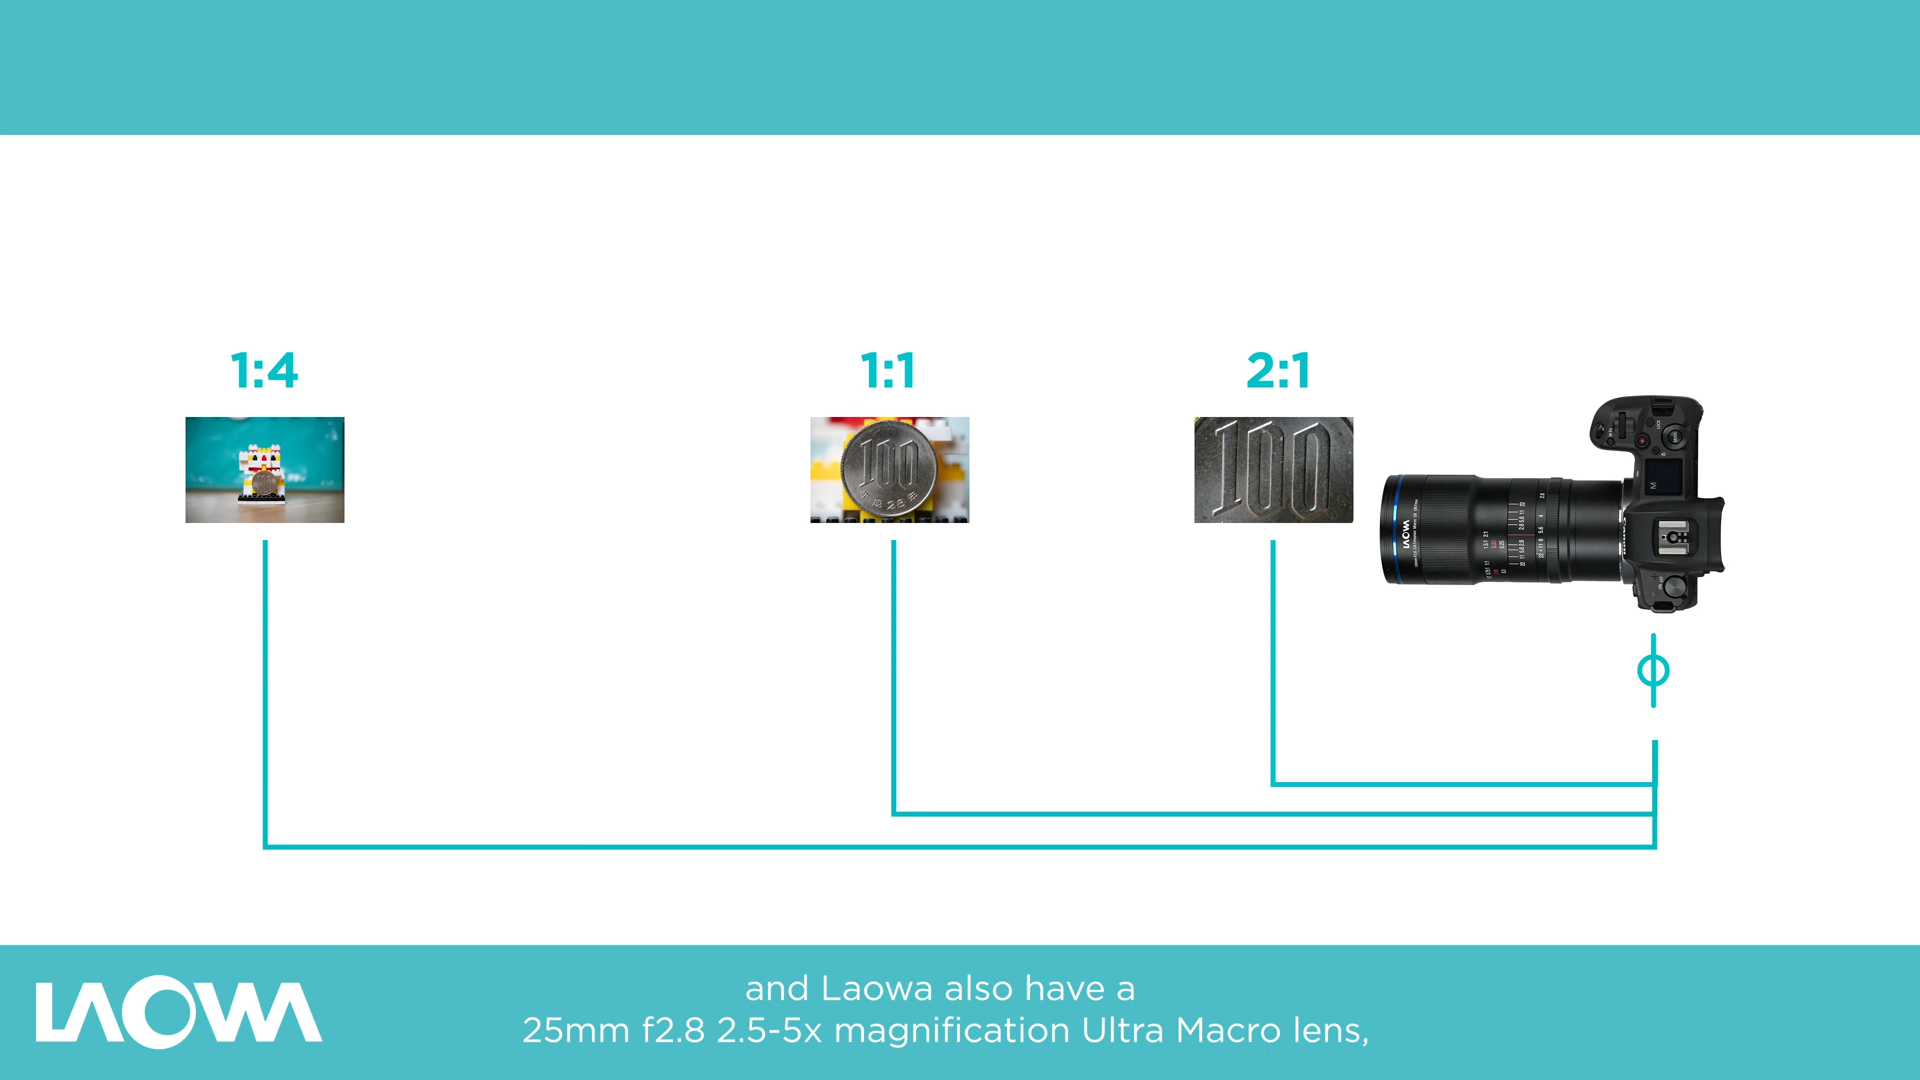 1:4
1:1
2:1
100
100
LAOWA
LAOWA
and Laowa also have a
25mm f2.8 2.5-5x magnification Ultra Macro lens,